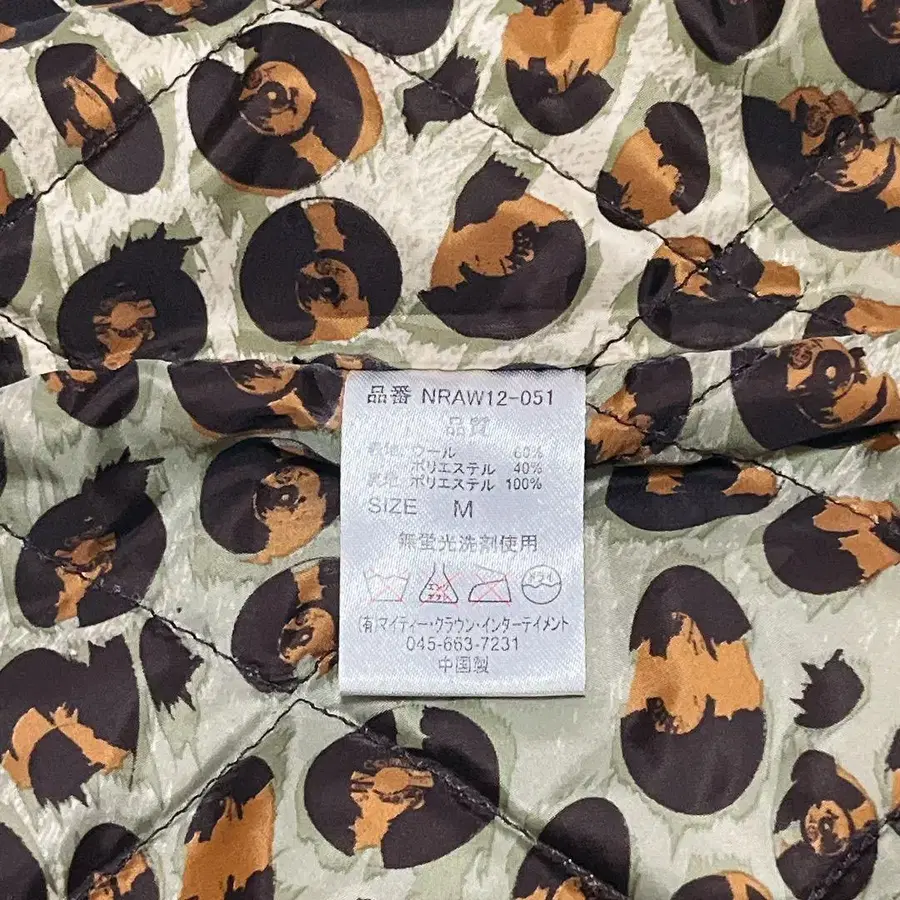 品番 NRAW12-051
品質
表地 ウール 60%
ポリエステル 40%
裏地 ポリエステル 100%
SIZE M
無蛍光洗剤使用
ドライ
(有)マイティー・クラウン・インターテイメント
045-663-7231
中国製